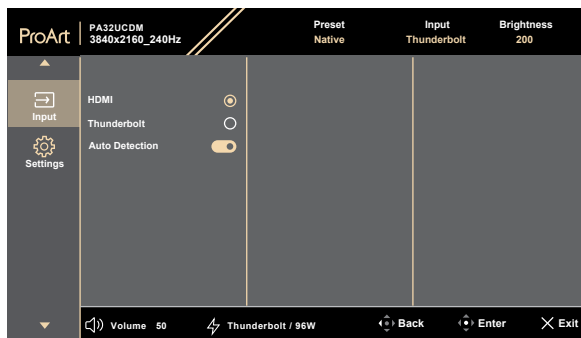 ProArt
PA32UCDM
3840x2160_240Hz
Preset
Native
Input
Thunderbolt
Brightness
200
Input
Settings
HDMI
Thunderbolt
Auto Detection
Volume 50
Thunderbolt / 96W
Back
Enter
Exit